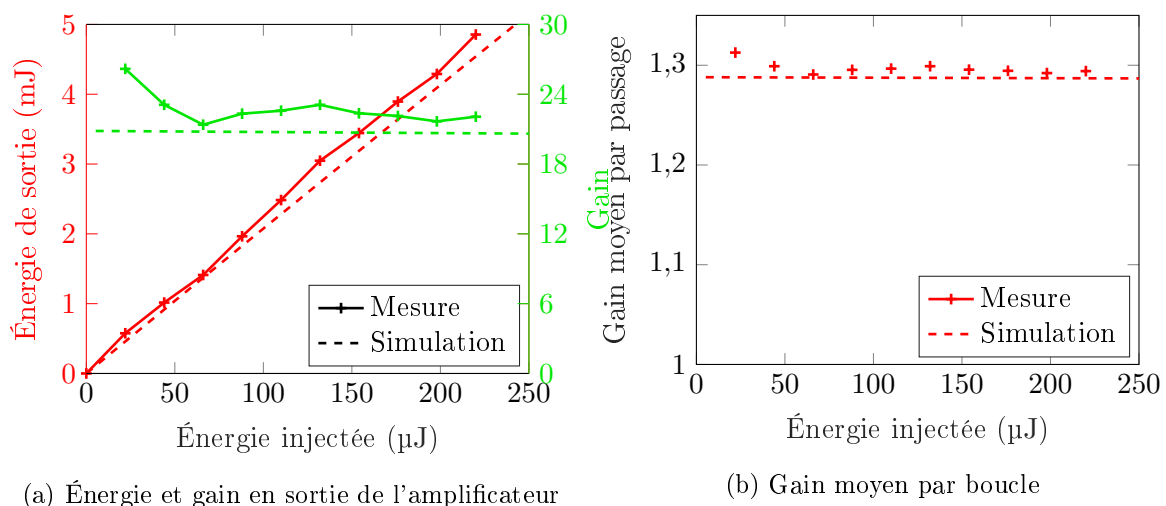 5
4
3
2
1
0
Énergie de sortie (mJ)
30
24
18
12
6
0
Gain
Mesure
Simulation
0 50 100 150 200 250
Énergie injectée (µJ)
(a) Énergie et gain en sortie de l'amplificateur
1,3
1,2
1,1
1
Gain moyen par passage
Mesure
Simulation
0 50 100 150 200 250
Énergie injectée (µJ)
(b) Gain moyen par boucle